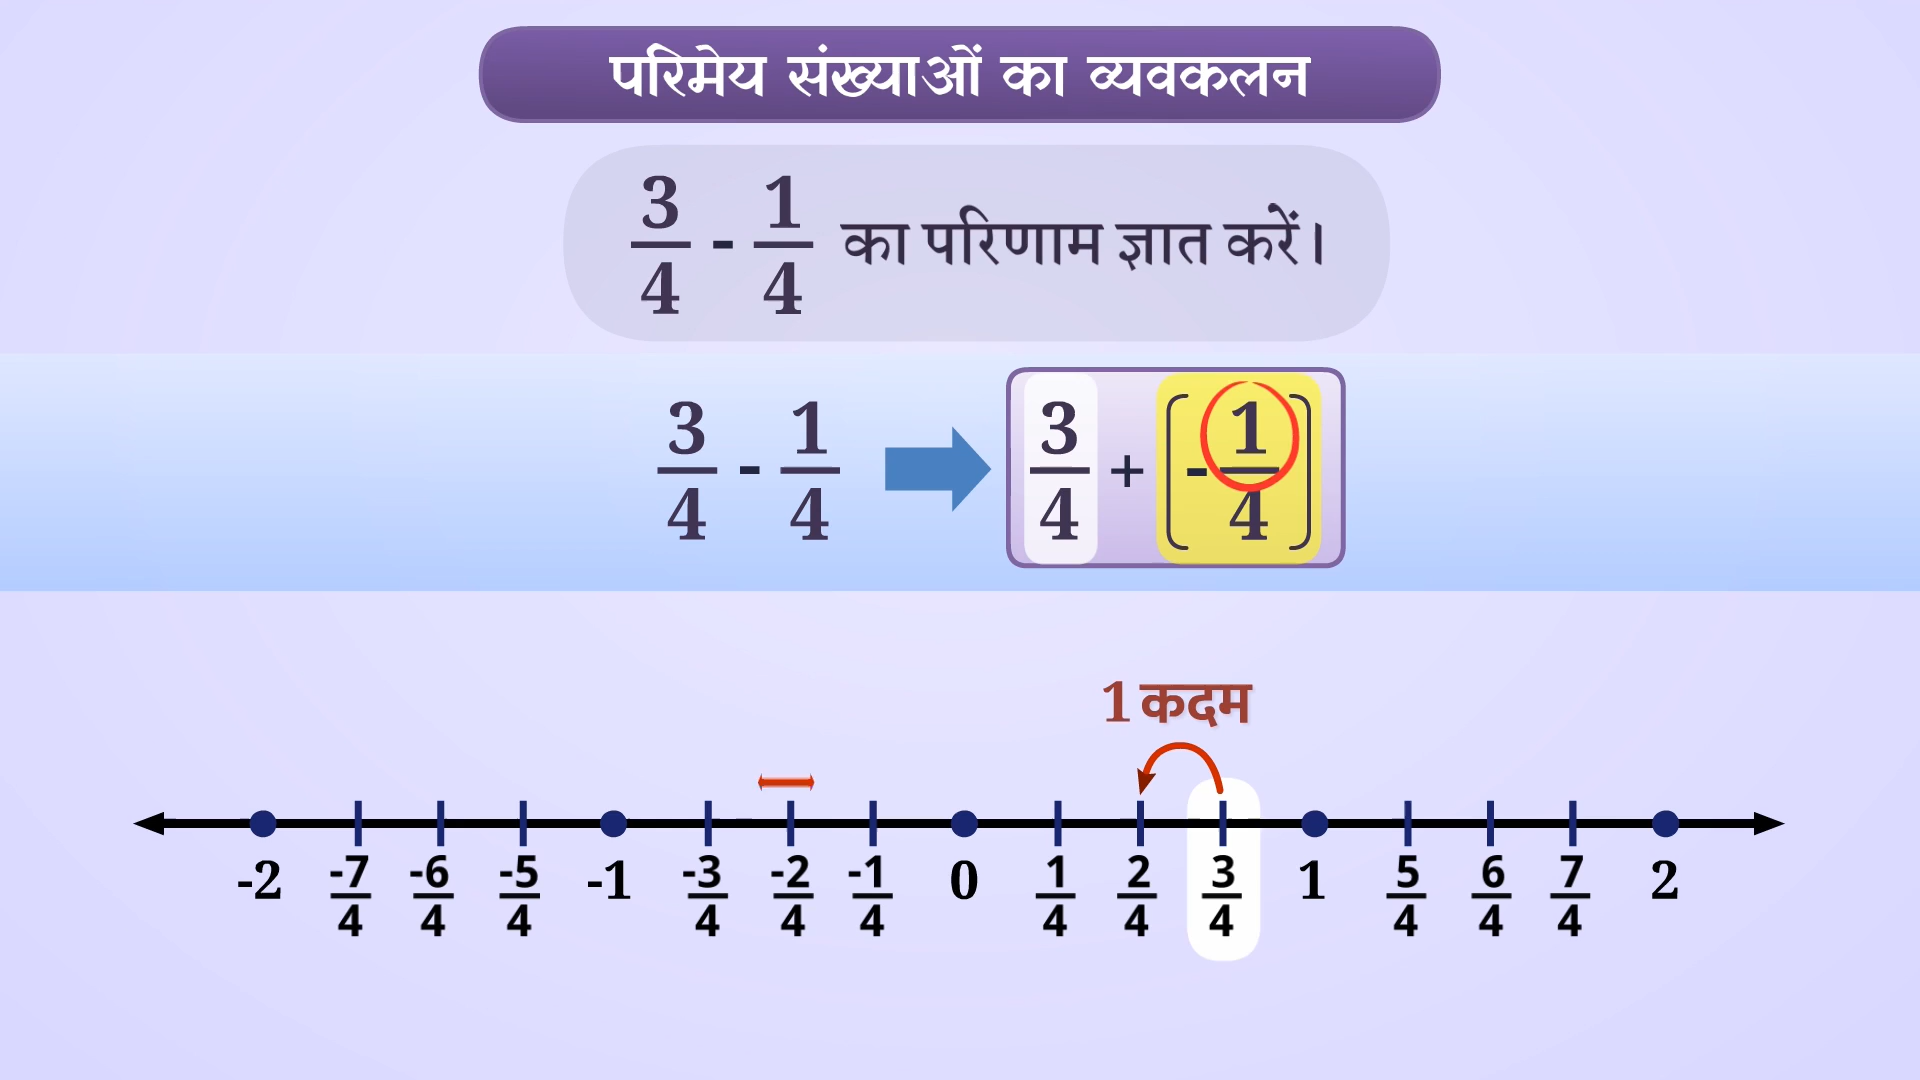 परिमेय संख्याओं का व्यवकलन
3/4 - 1/4 का परिणाम ज्ञात करें।
3/4 - 1/4 3/4 + (-1/4)
1 कदम
-2 -7/4 -6/4 -5/4 -1 -3/4 -2/4 -1/4 0 1/4 2/4 3/4 1 5/4 6/4 7/4 2